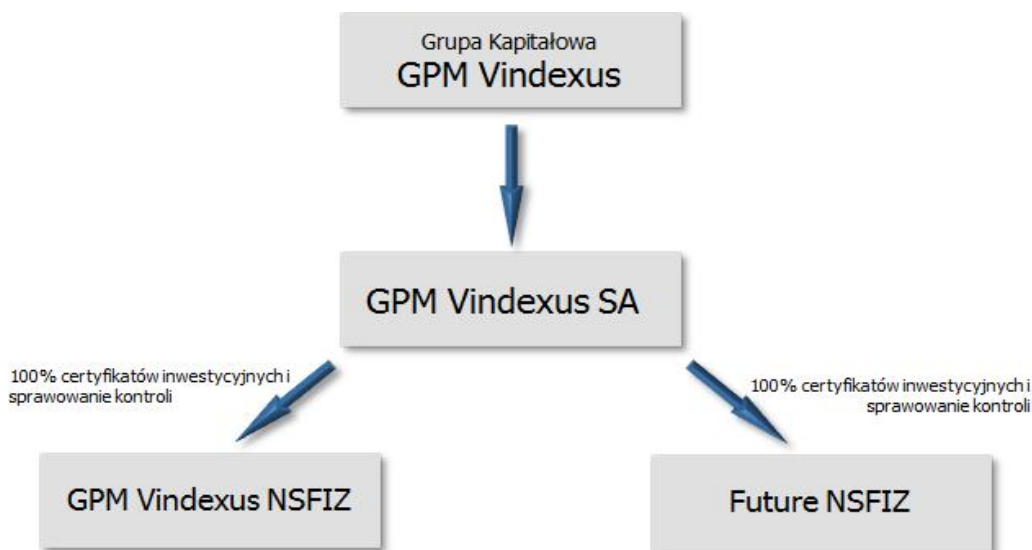 Grupa Kapitałowa
GPM Vindexus
GPM Vindexus SA
100% certyfikatów inwestycyjnych i
sprawowanie kontroli
100% certyfikatów inwestycyjnych i
sprawowanie kontroli
GPM Vindexus NSFIZ
Future NSFIZ